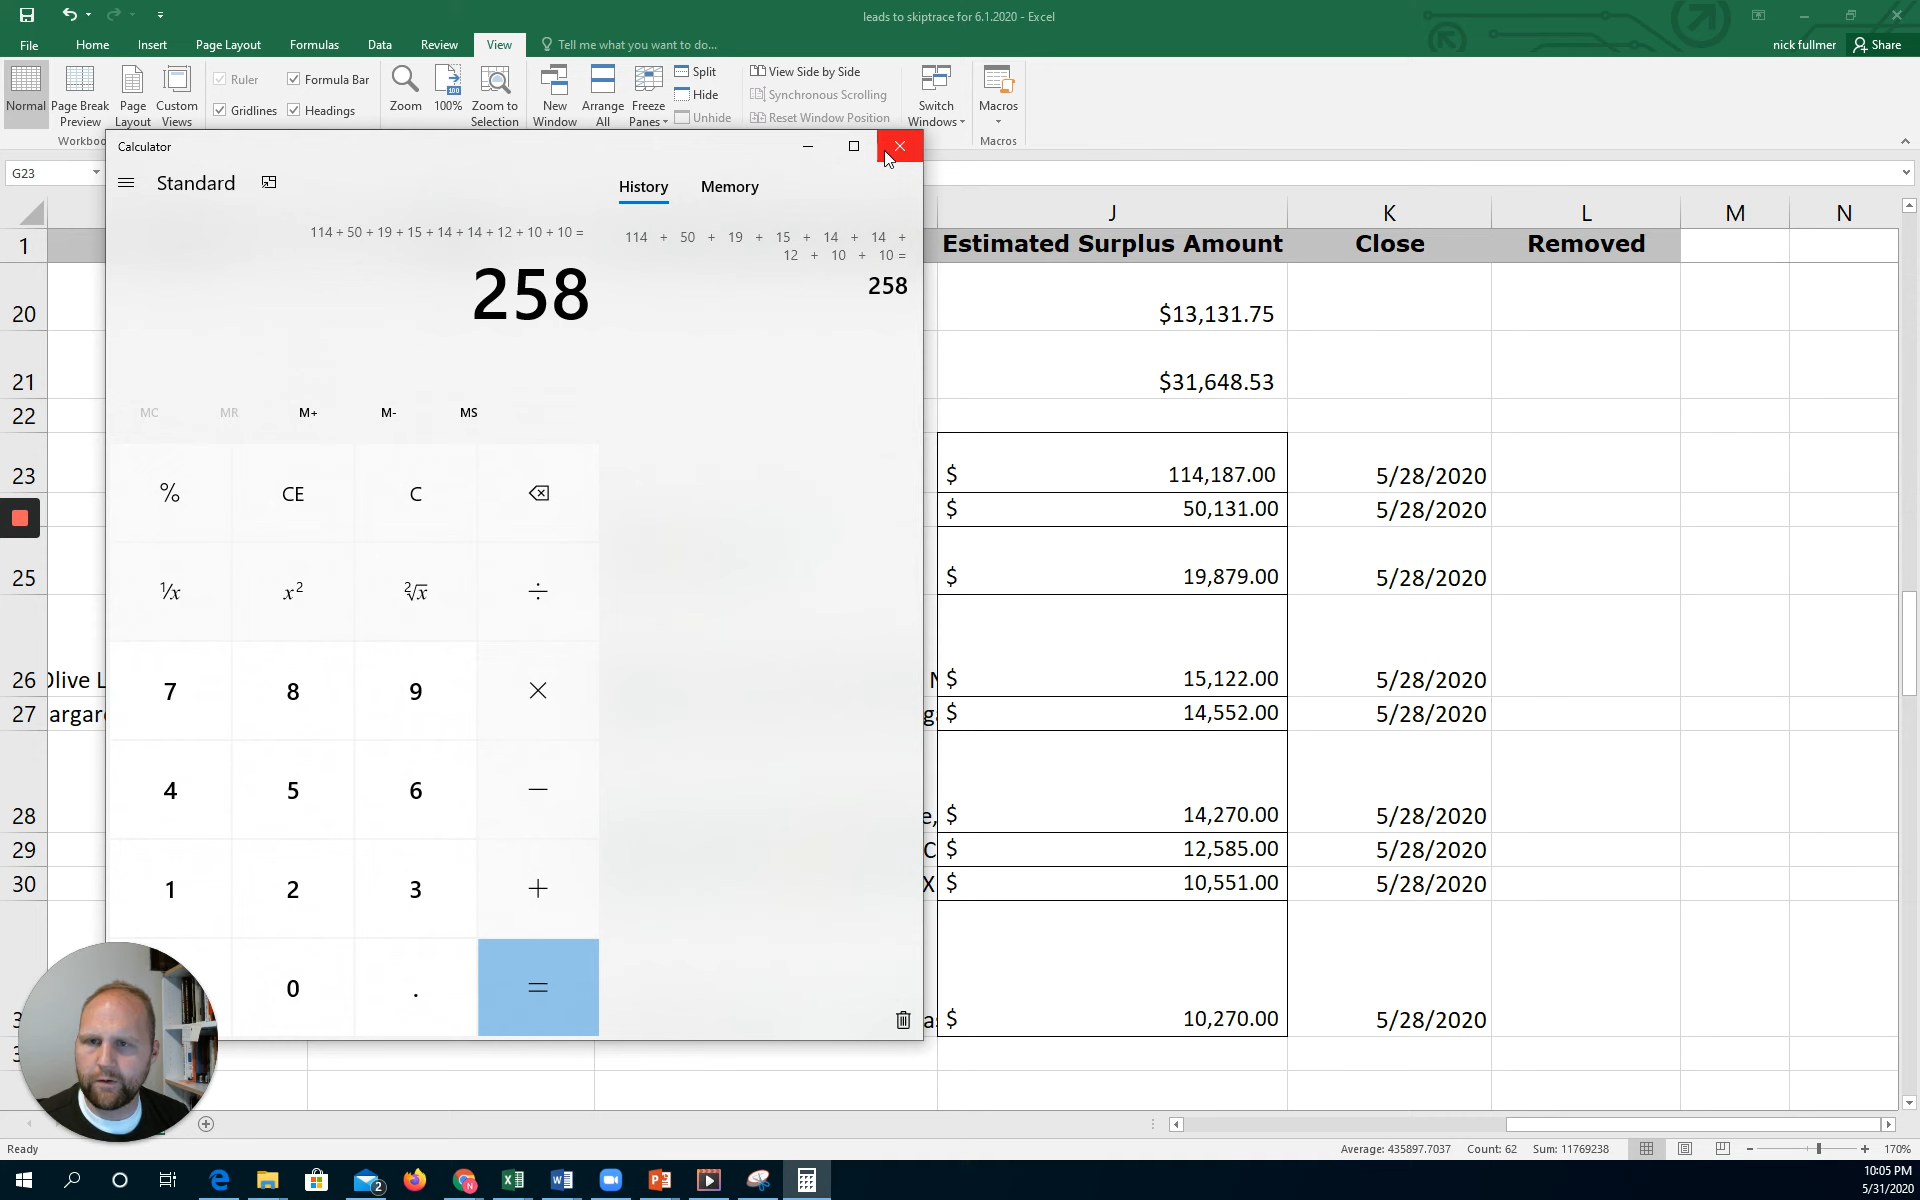 leads to skiptrace for 6.1.2020 - Excel
File Home Insert Page Layout Formulas Data Review View Tell me what you want to do... nick fullmer Share
Normal Page Break Preview Page Layout Custom Views
Ruler Formula Bar
Gridlines Headings
Zoom 100% Zoom to Selection
New Window Arrange All Freeze Panes
Split
Hide
Unhide
View Side by Side
Synchronous Scrolling
Reset Window Position
Switch Windows Macros
Macros
G23
Calculator
Standard
History Memory
114 + 50 + 19 + 15 + 14 + 14 + 12 + 10 + 10 =
258
114 + 50 + 19 + 15 + 14 + 14 +
12 + 10 + 10 =
258
MC MR M+ M- MS
% CE C
1/x x² ²√x ÷
7 8 9 ×
4 5 6 −
1 2 3 +
0 . =
J K L M N
1 Estimated Surplus Amount Close Removed
20 $13,131.75
21 $31,648.53
22
23 $ 114,187.00 5/28/2020
$ 50,131.00 5/28/2020
25 $ 19,879.00 5/28/2020
26 Olive L $ 15,122.00 5/28/2020
27 argar $ 14,552.00 5/28/2020
28 e, $ 14,270.00 5/28/2020
29 C $ 12,585.00 5/28/2020
30 X $ 10,551.00 5/28/2020
$ 10,270.00 5/28/2020
Ready Average: 435897.7037 Count: 62 Sum: 11769238 170%
10:05 PM
5/31/2020